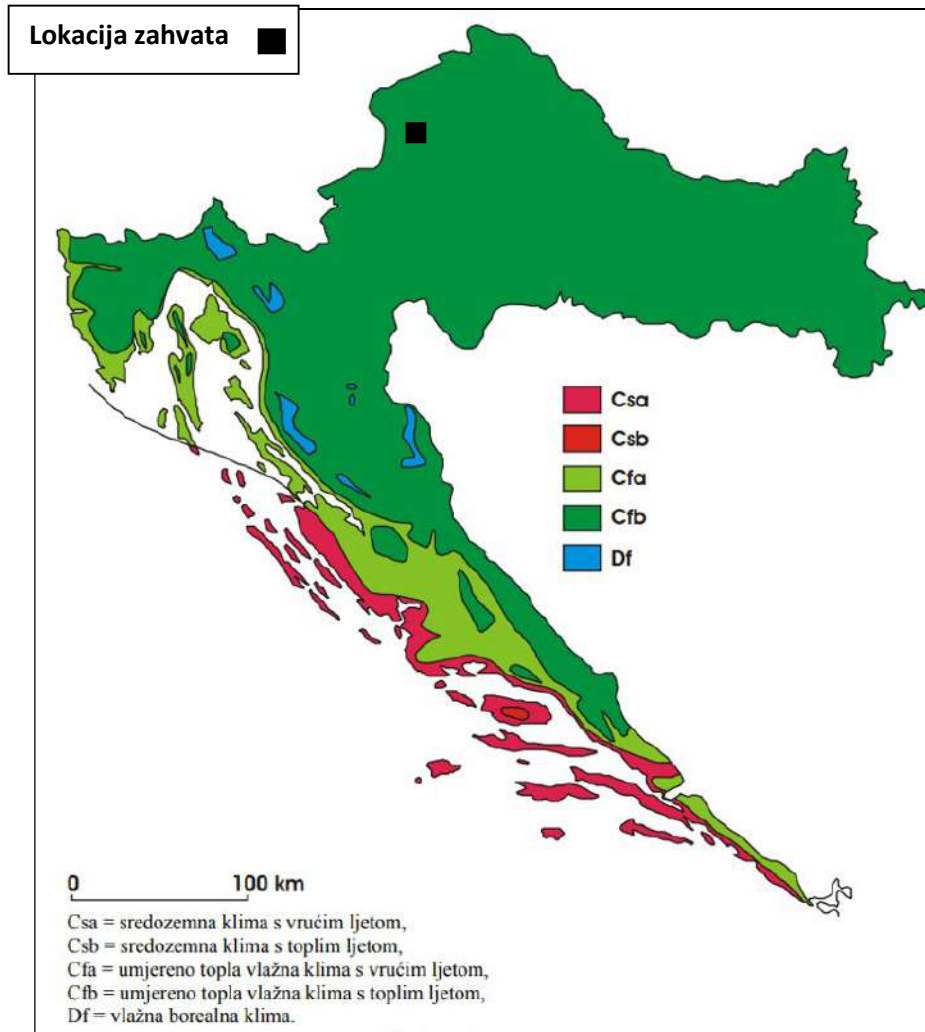 Lokacija zahvata
Csa
Csb
Cfa
Cfb
Df
0 100 km
Csa = sredozemna klima s vrućim ljetom,
Csb = sredozemna klima s toplim ljetom,
Cfa = umjereno topla vlažna klima s vrućim ljetom,
Cfb = umjereno topla vlažna klima s toplim ljetom,
Df = vlažna borealna klima.